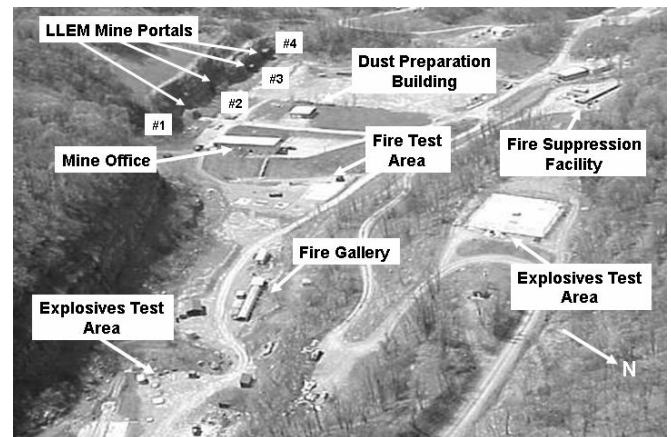 LLEM Mine Portals
#4
#3
#2
#1
Dust Preparation
Building
Mine Office
Fire Test
Area
Fire Suppression
Facility
Fire Gallery
Explosives Test
Area
Explosives Test
Area
N